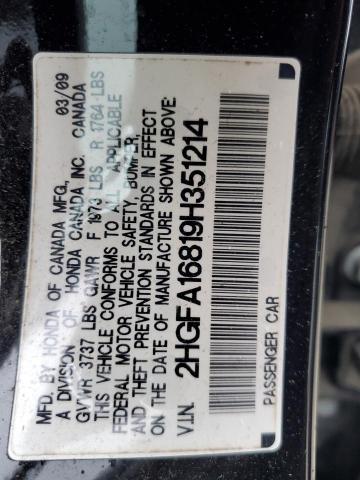 MFD. BY HONDA OF CANADA MFG., 03/09
A DIVISION OF HONDA CANADA INC. CANADA
GVWR 3737 LBS GAWR F 1973 LBS R 1764 LBS
THIS VEHICLE CONFORMS TO ALL APPLICABLE
FEDERAL MOTOR VEHICLE SAFETY, BUMPER,
AND THEFT PREVENTION STANDARDS IN EFFECT
ON THE DATE OF MANUFACTURE SHOWN ABOVE.
V.I.N. 2HGFA16819H351214
PASSENGER CAR